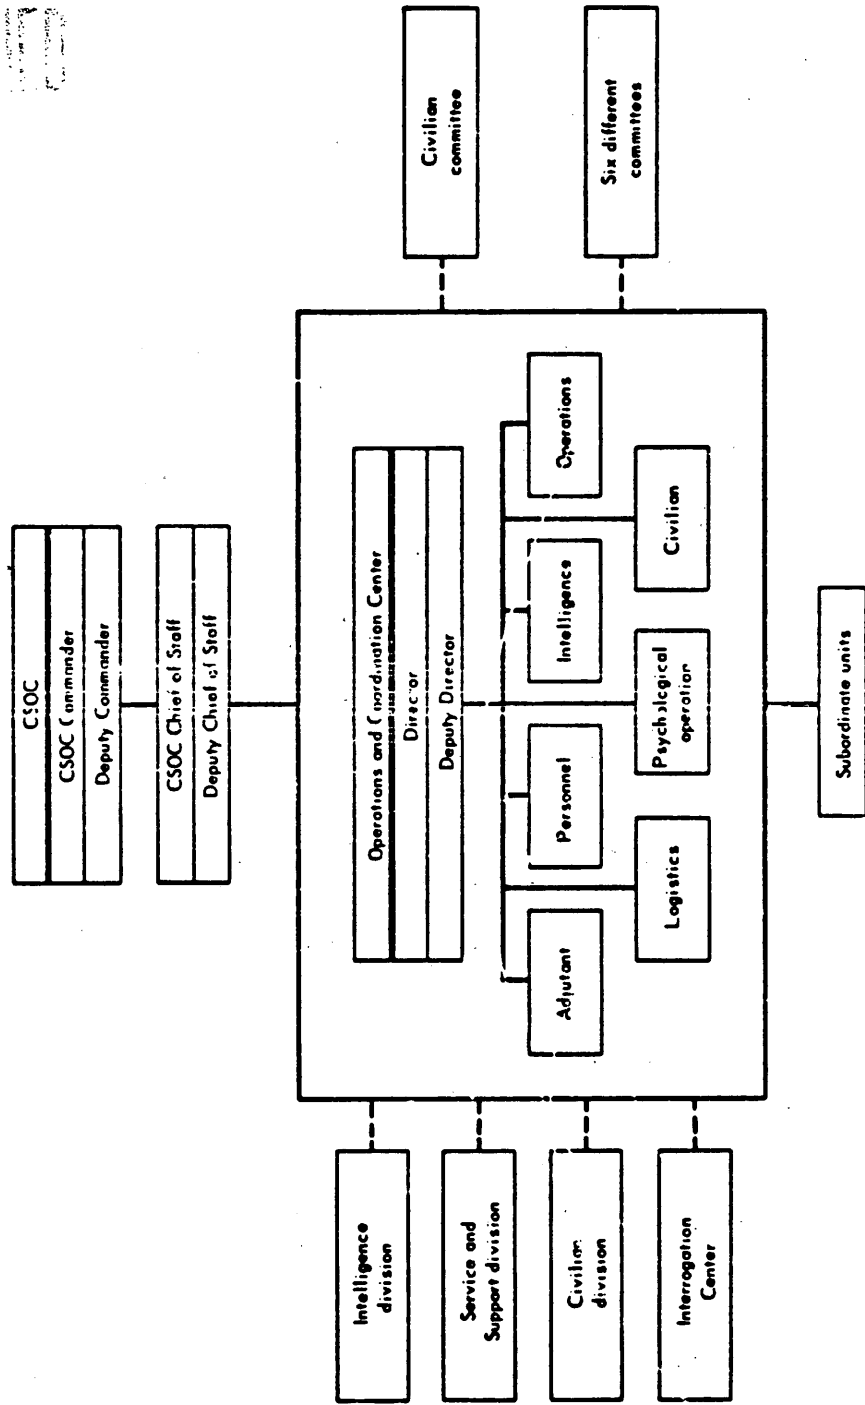 CSOC
CSOC Commander
Deputy Commander
CSOC Chief of Staff
Deputy Chief of Staff
Operations and Coordination Center
Director
Deputy Director
Adjutant
Personnel
Intelligence
Operations
Logistics
Psychological
operation
Civilian
Intelligence
division
Service and
Support division
Civilian
division
Interrogation
Center
Civilian
committee
Six different
committees
Subordinate units